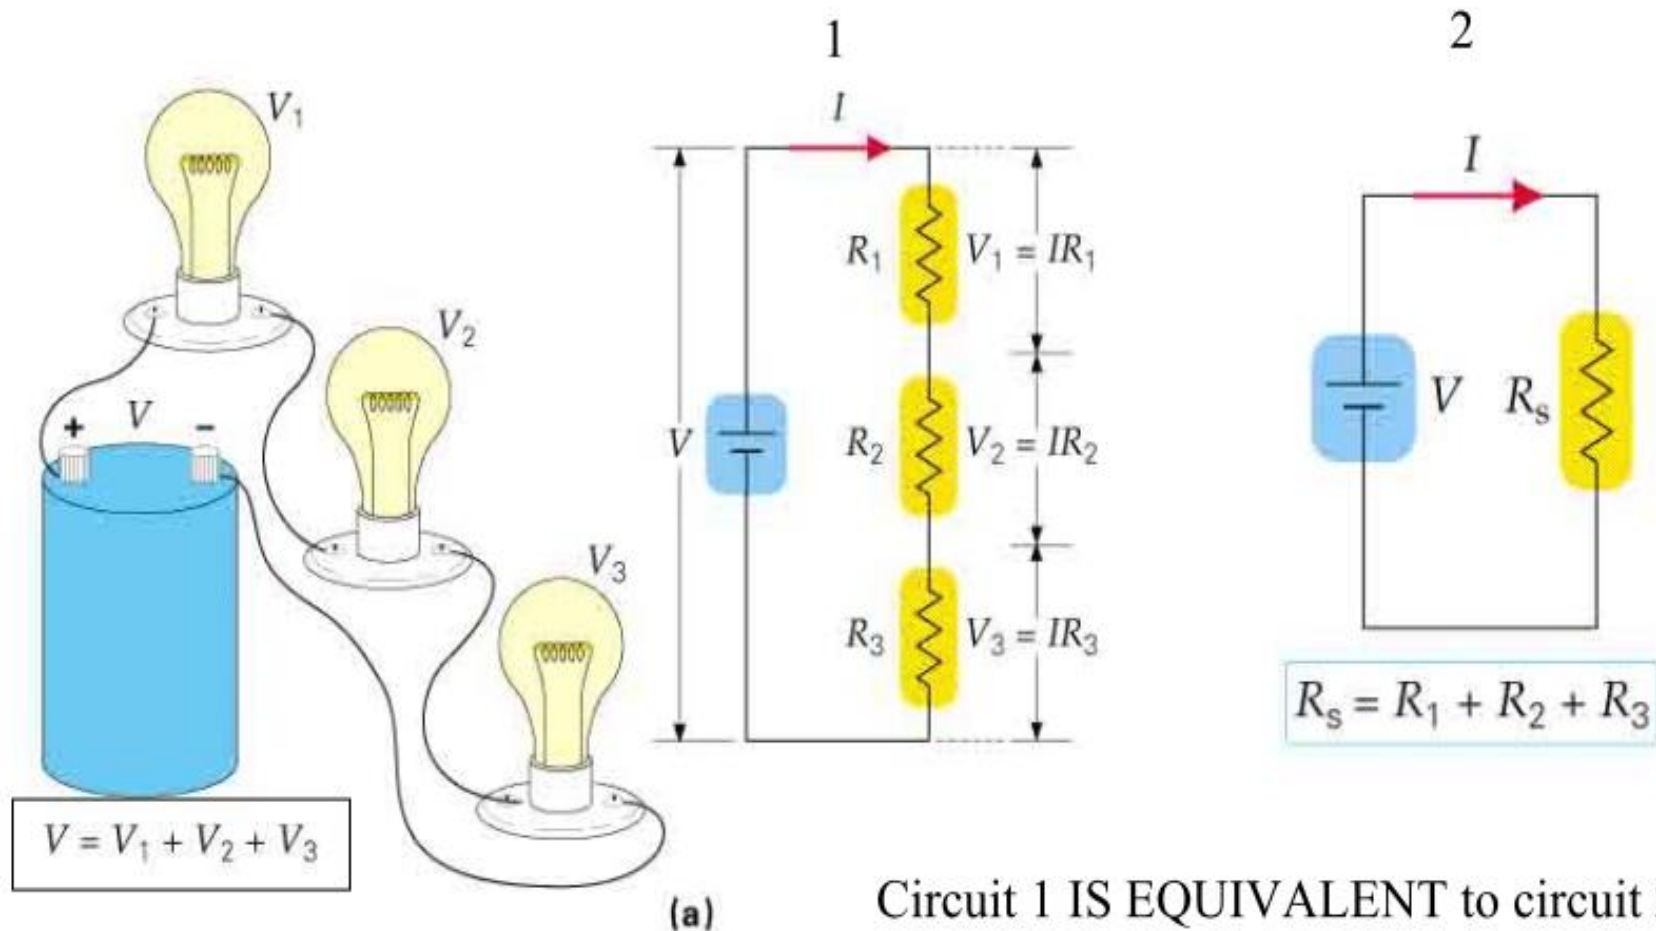 1
2
V₁
I
I
V₂
R₁ V₁ = IR₁
+ V −
V
R₂ V₂ = IR₂
V Rₛ
V₃
R₃ V₃ = IR₃
Rₛ = R₁ + R₂ + R₃
V = V₁ + V₂ + V₃
(a)
Circuit 1 IS EQUIVALENT to circuit